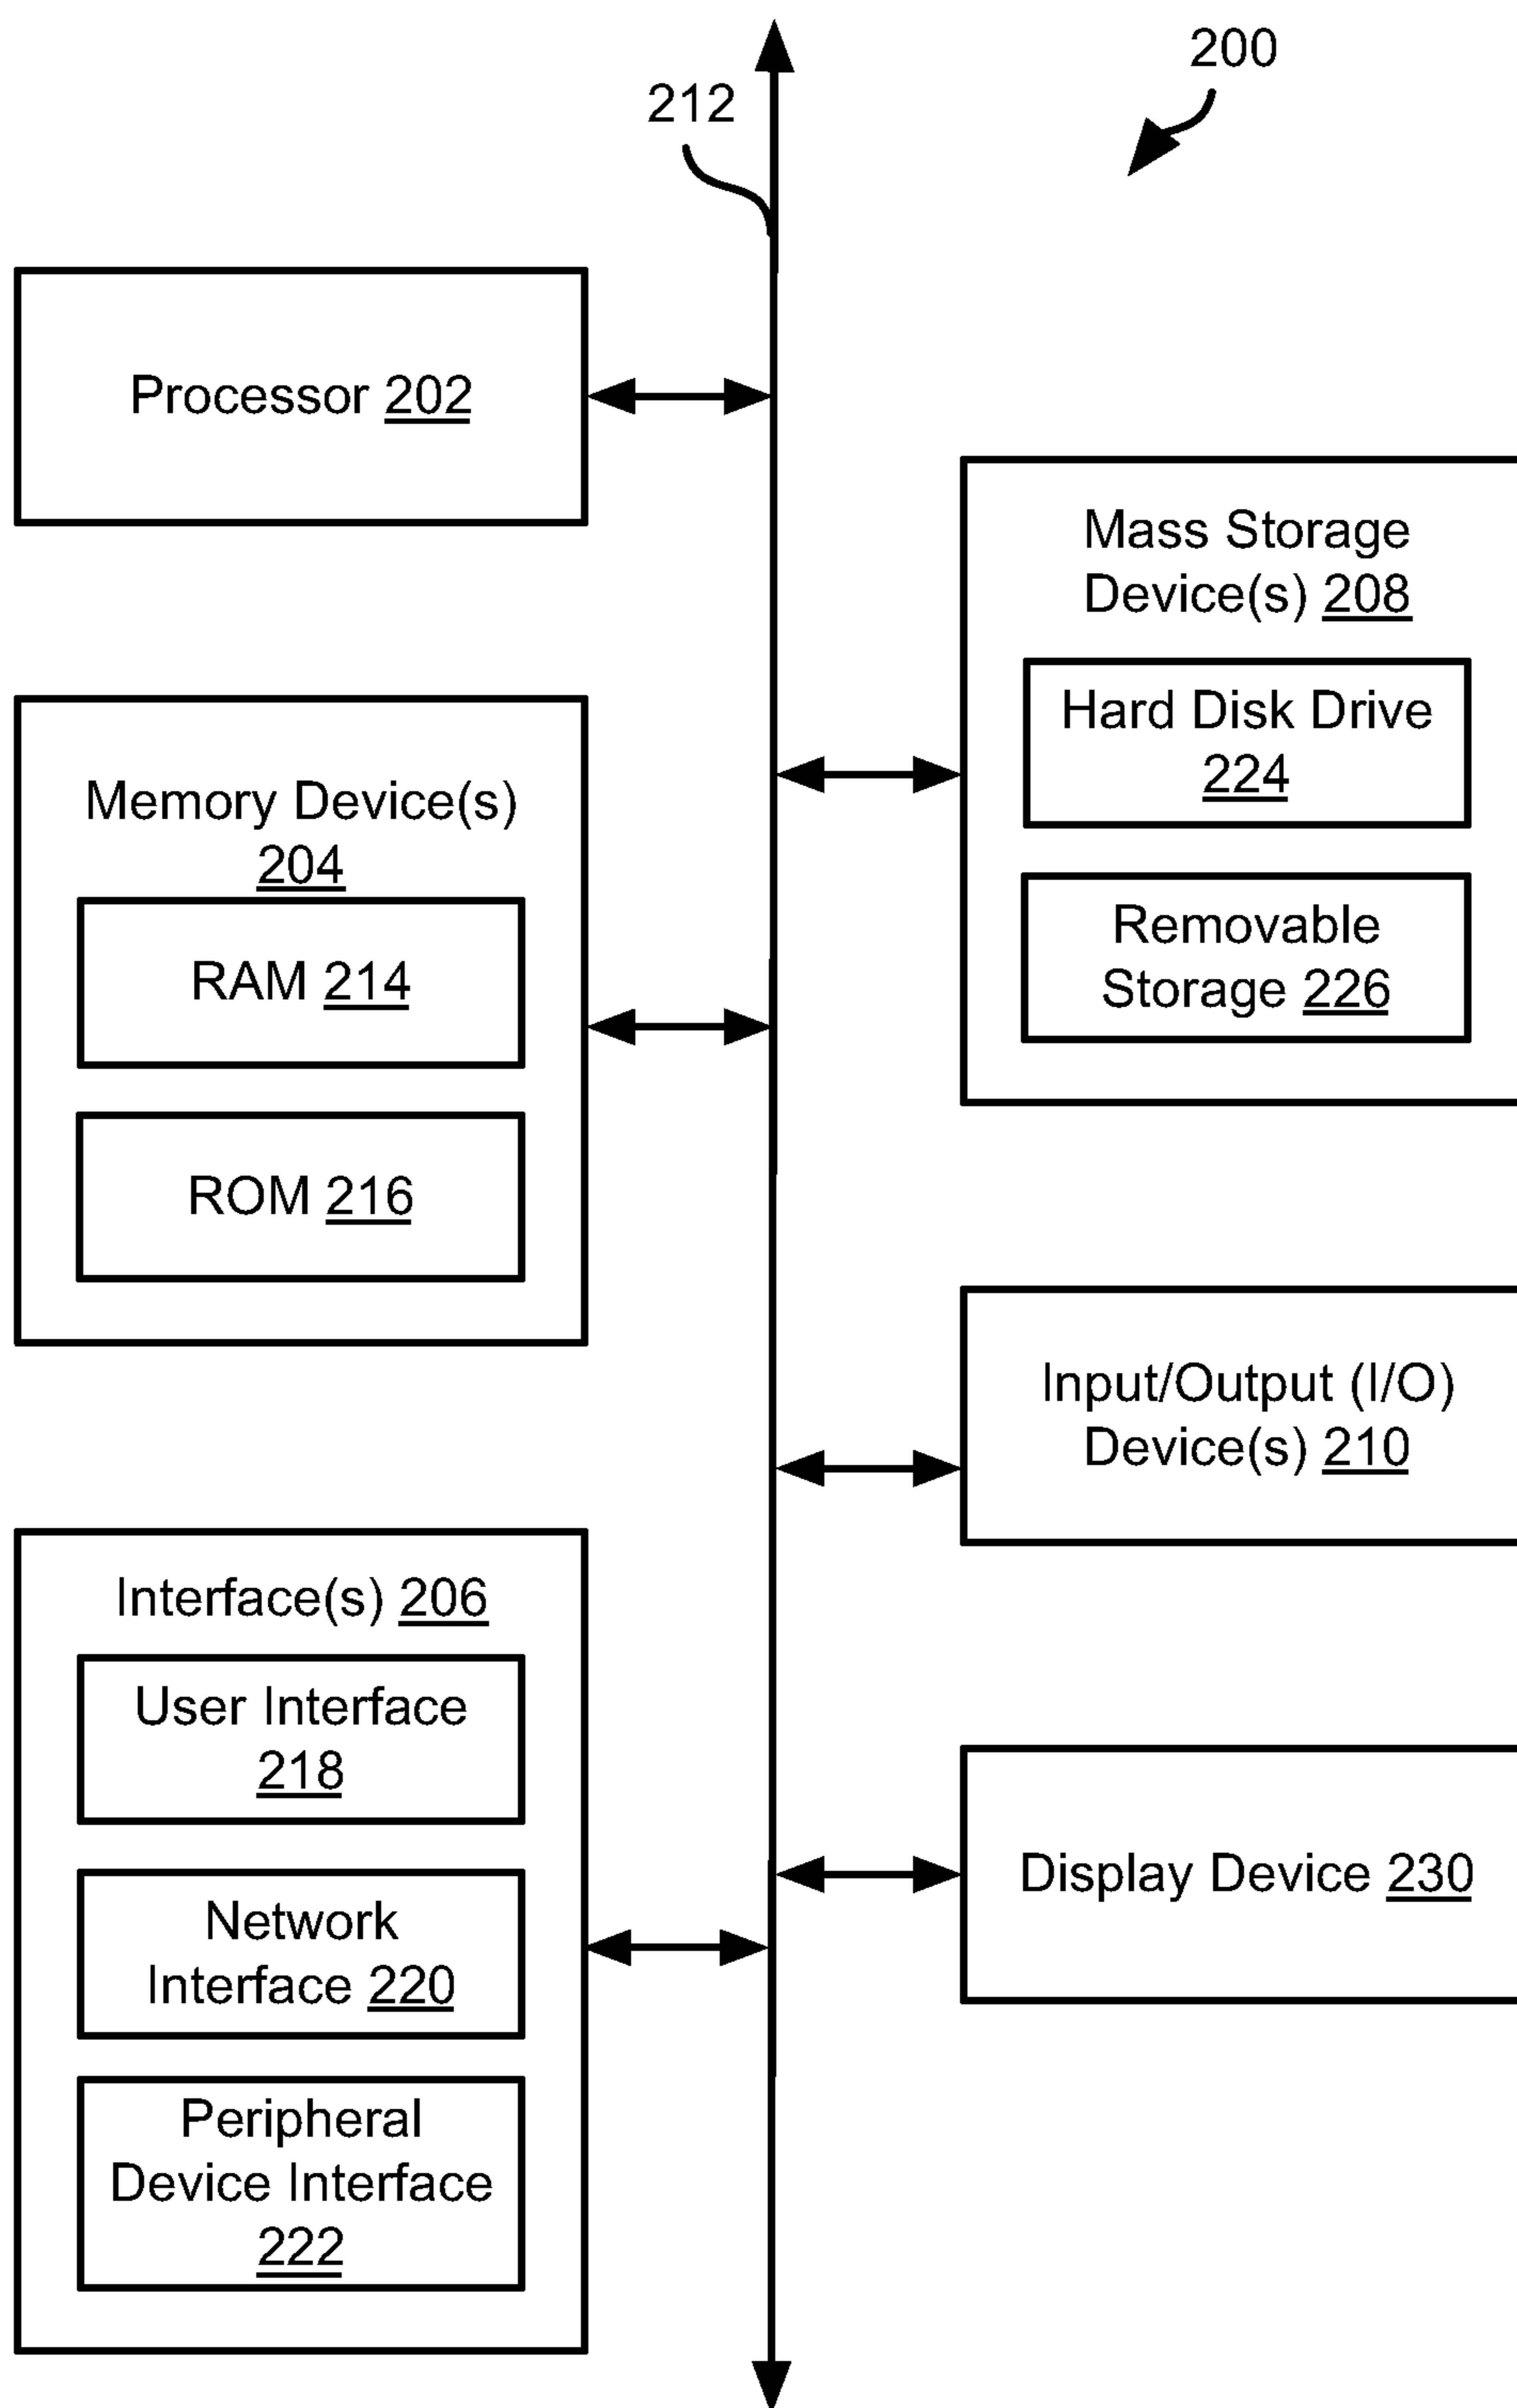 200
212
Processor 202
Mass Storage
Device(s) 208
Hard Disk Drive
224
Removable
Storage 226
Memory Device(s)
204
RAM 214
ROM 216
Input/Output (I/O)
Device(s) 210
Interface(s) 206
User Interface
218
Network
Interface 220
Peripheral
Device Interface
222
Display Device 230